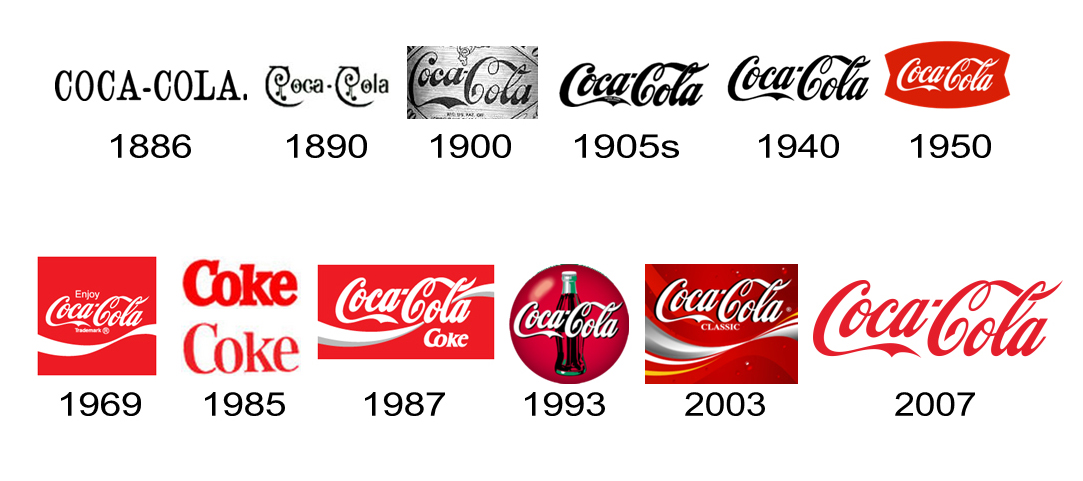 COCA-COLA.
Coca-Cola
Coca-Cola
Coca-Cola
Coca-Cola
Coca-Cola
1886
1890
1900
1905s
1940
1950
Enjoy
Coca-Cola
Trademark ®
Coke
Coke
Coca-Cola
Coke
Coca-Cola
Coca-Cola ®
CLASSIC
Coca-Cola
1969
1985
1987
1993
2003
2007